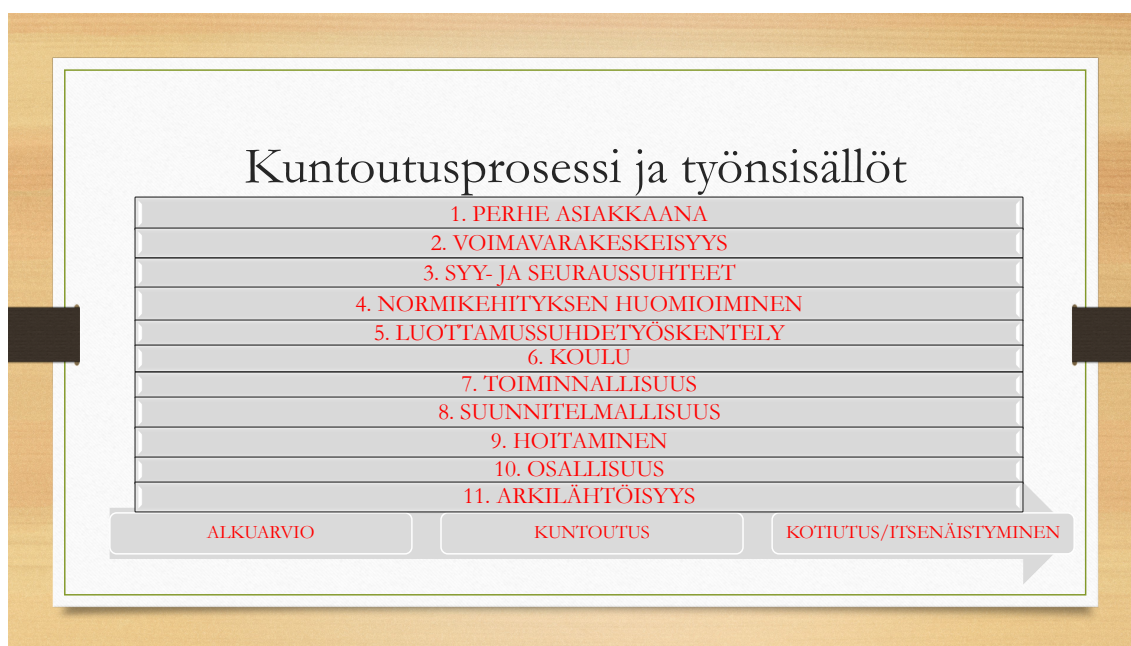 Kuntoutusprosessi ja työnsisällöt
1. PERHE ASIAKKAANA
2. VOIMAVARAKESKEISYYS
3. SYY- JA SEURAUSSUHTEET
4. NORMIKEHITYKSEN HUOMIOIMINEN
5. LUOTTAMUSSUHDETYÖSKENTELY
6. KOULU
7. TOIMINNALLISUUS
8. SUUNNITELMALLISUUS
9. HOITAMINEN
10. OSALLISUUS
11. ARKILÄHTÖISYYS
ALKUARVIO KUNTOUTUS KOTIUTUS/ITSENÄISTYMINEN